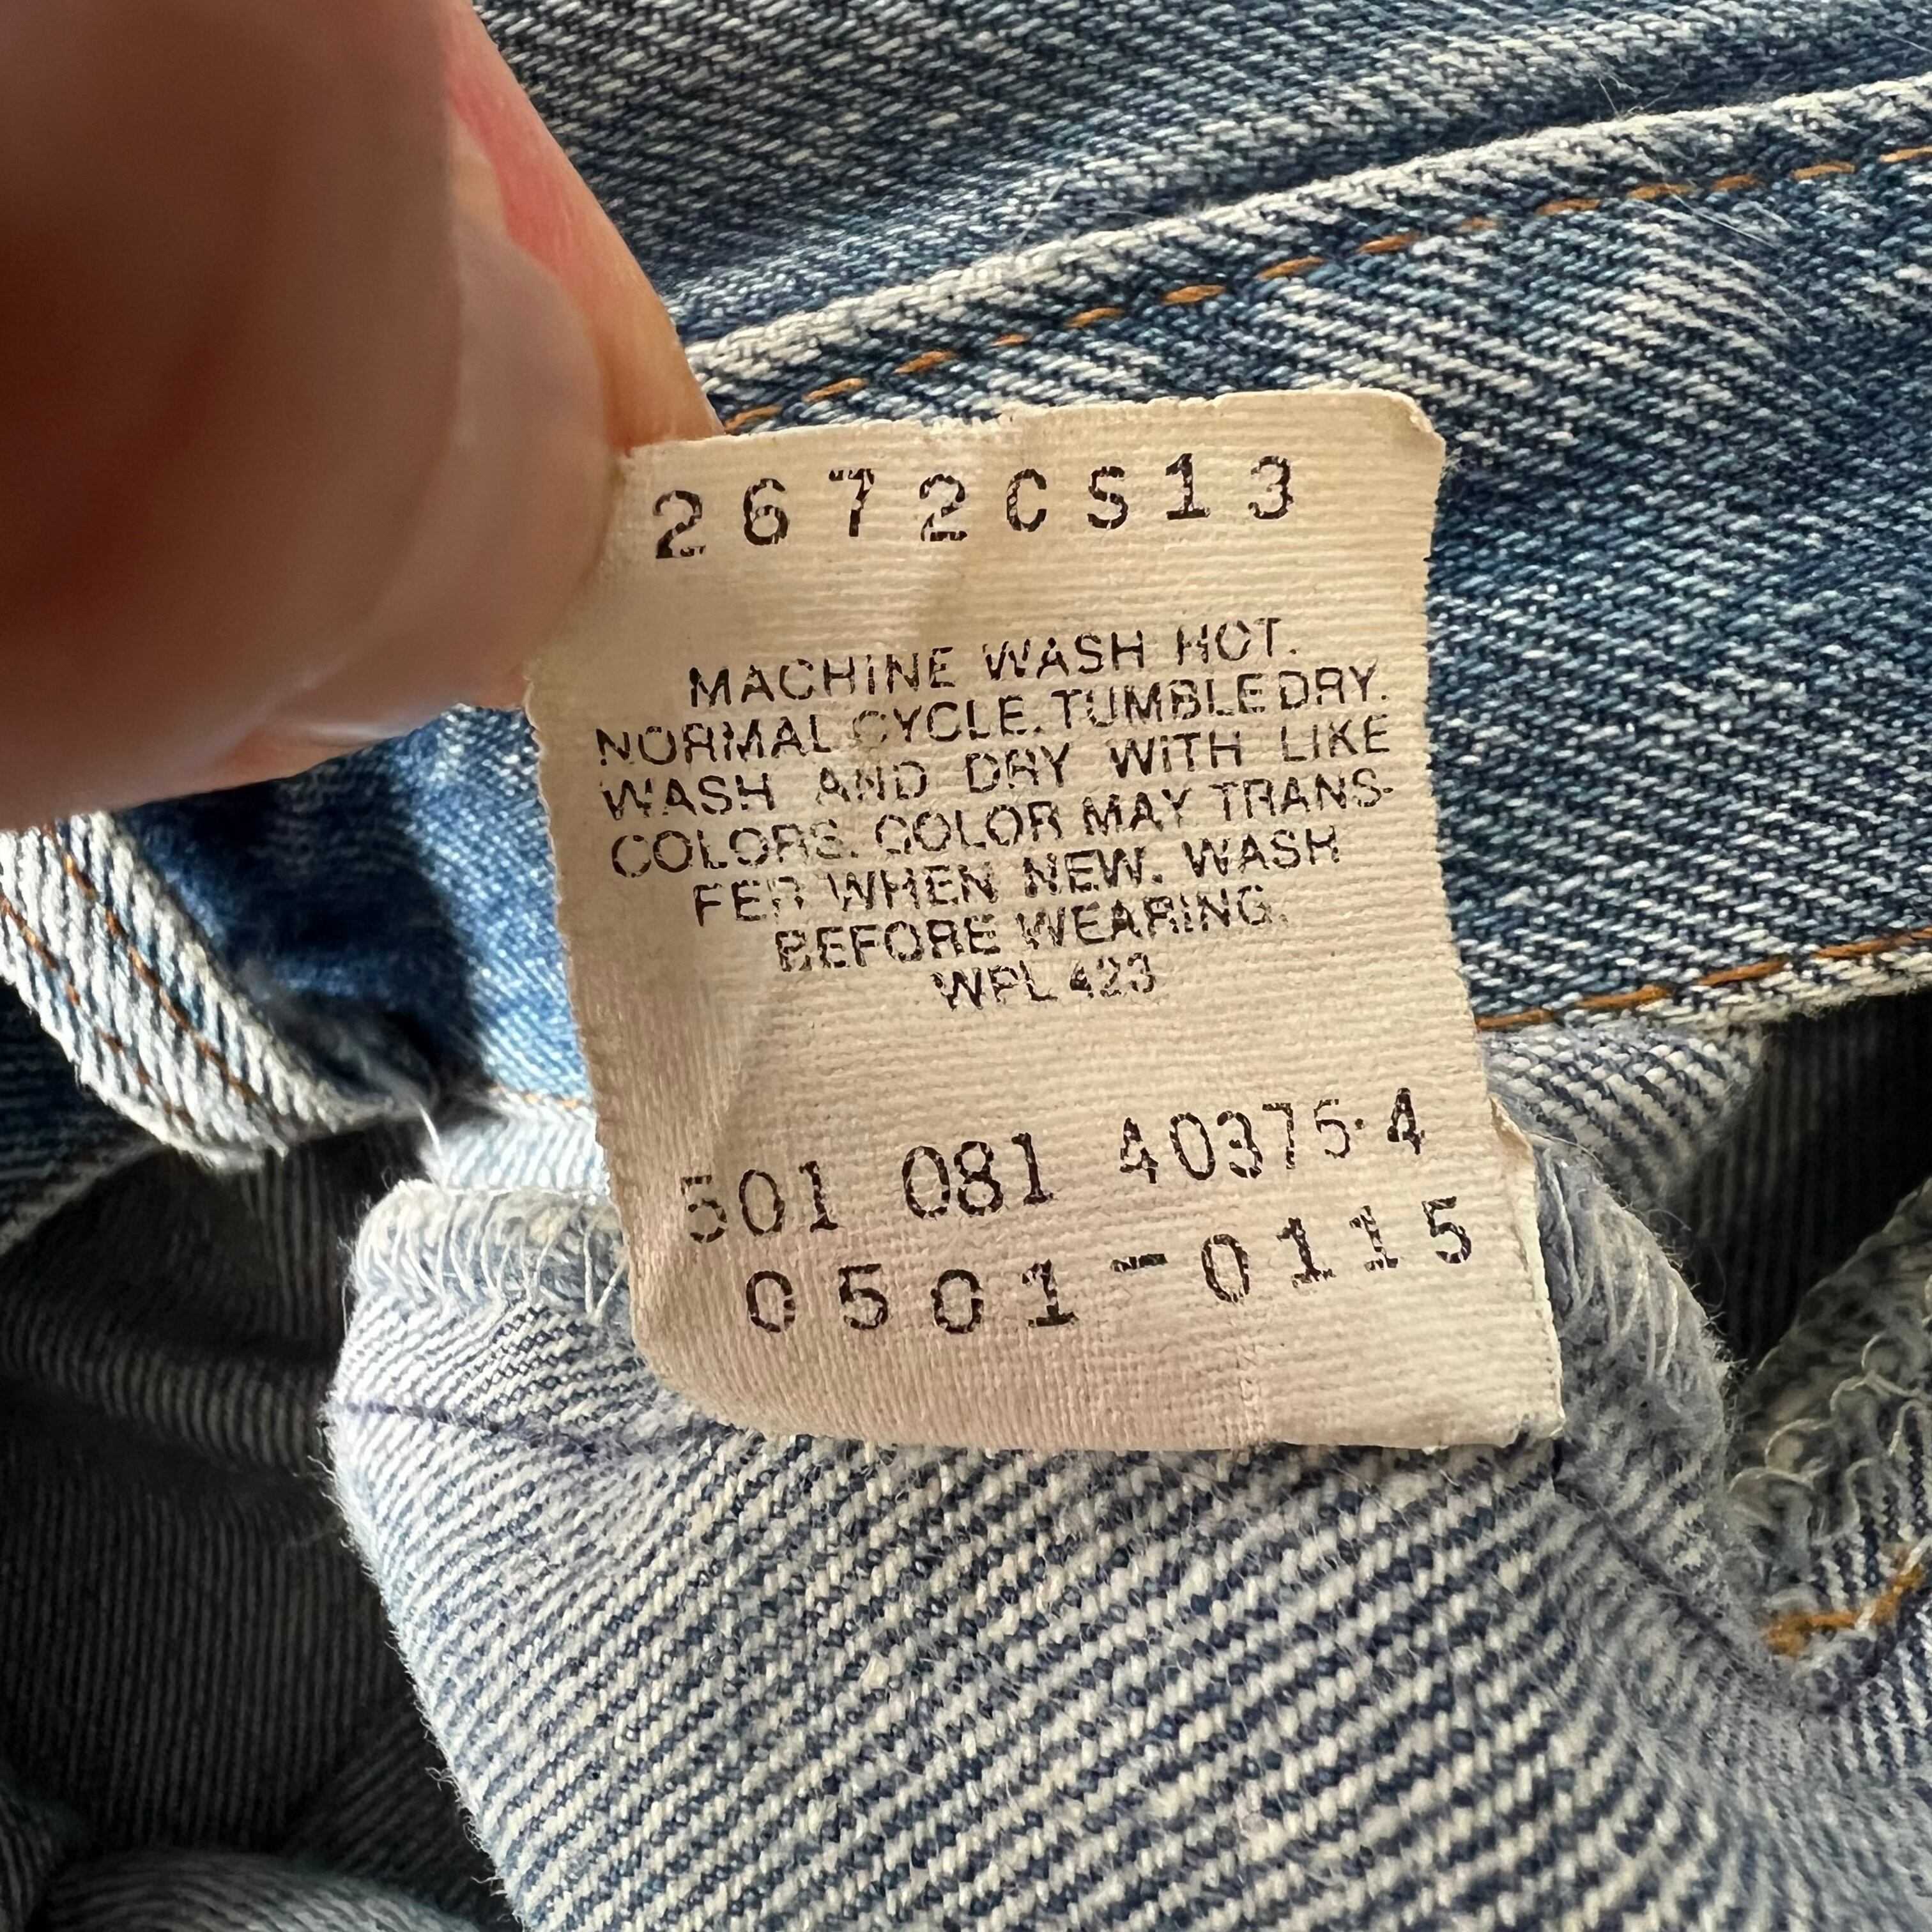 2672CS13
MACHINE WASH HOT.
NORMAL CYCLE. TUMBLE DRY.
WASH AND DRY WITH LIKE
COLORS. COLOR MAY TRANS-
FER WHEN NEW. WASH
BEFORE WEARING.
WPL 423
501 081 40375·4
0501-0115